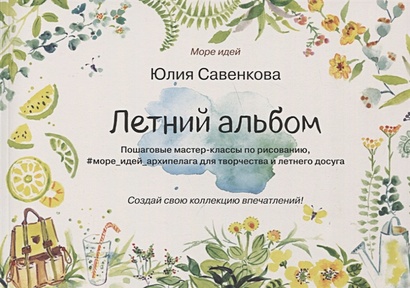 Море идей
Юлия Савенкова
Летний альбом
Пошаговые мастер-классы по рисованию,
#море_идей_архипелага для творчества и летнего досуга
Создай свою коллекцию впечатлений!